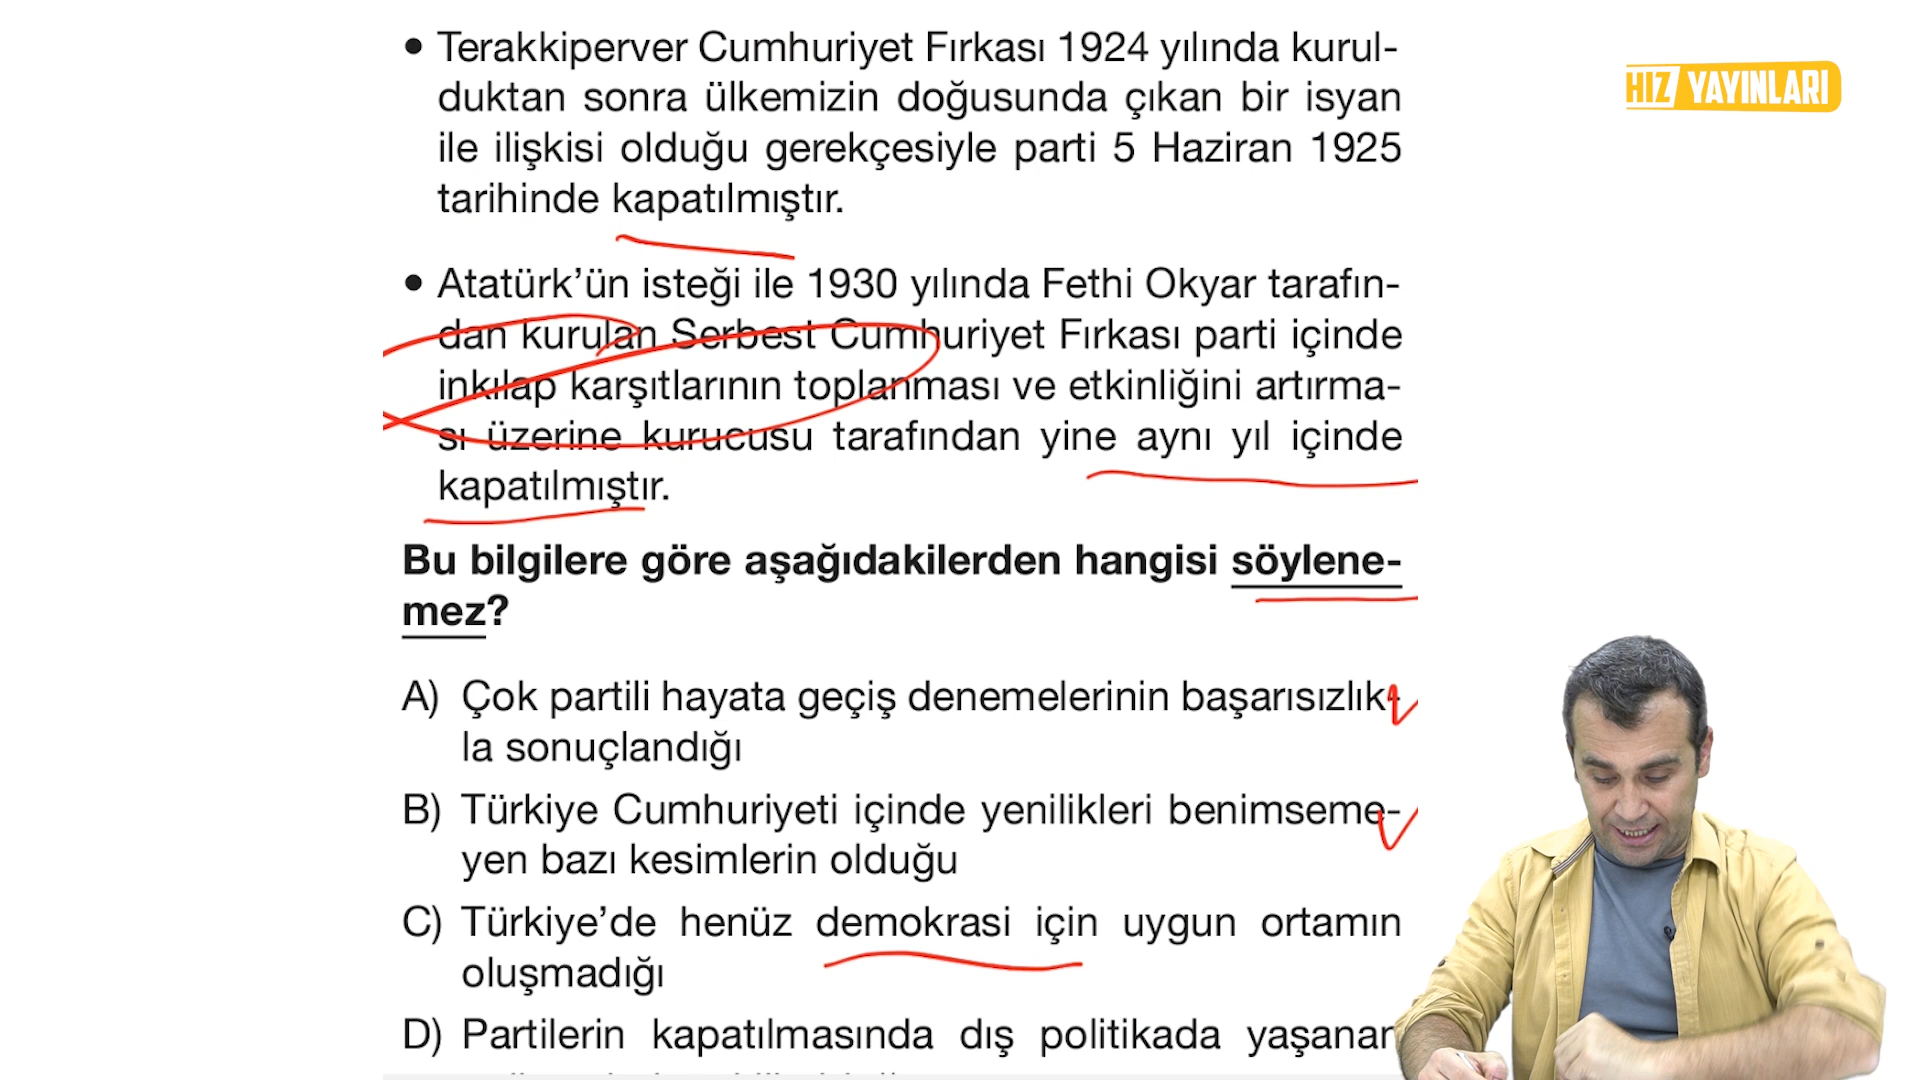 • Terakkiperver Cumhuriyet Fırkası 1924 yılında kurul-
duktan sonra ülkemizin doğusunda çıkan bir isyan
ile ilişkisi olduğu gerekçesiyle parti 5 Haziran 1925
tarihinde kapatılmıştır.
HIZ YAYINLARI
• Atatürk’ün isteği ile 1930 yılında Fethi Okyar tarafın-
dan kurulan Serbest Cumhuriyet Fırkası parti içinde
inkılap karşıtlarının toplanması ve etkinliğini artırma-
sı üzerine kurucusu tarafından yine aynı yıl içinde
kapatılmıştır.
Bu bilgilere göre aşağıdakilerden hangisi söylene-
mez?
A) Çok partili hayata geçiş denemelerinin başarısızlık-
la sonuçlandığı
B) Türkiye Cumhuriyeti içinde yenilikleri benimseme-
yen bazı kesimlerin olduğu
C) Türkiye’de henüz demokrasi için uygun ortamın
oluşmadığı
D) Partilerin kapatılmasında dış politikada yaşanan